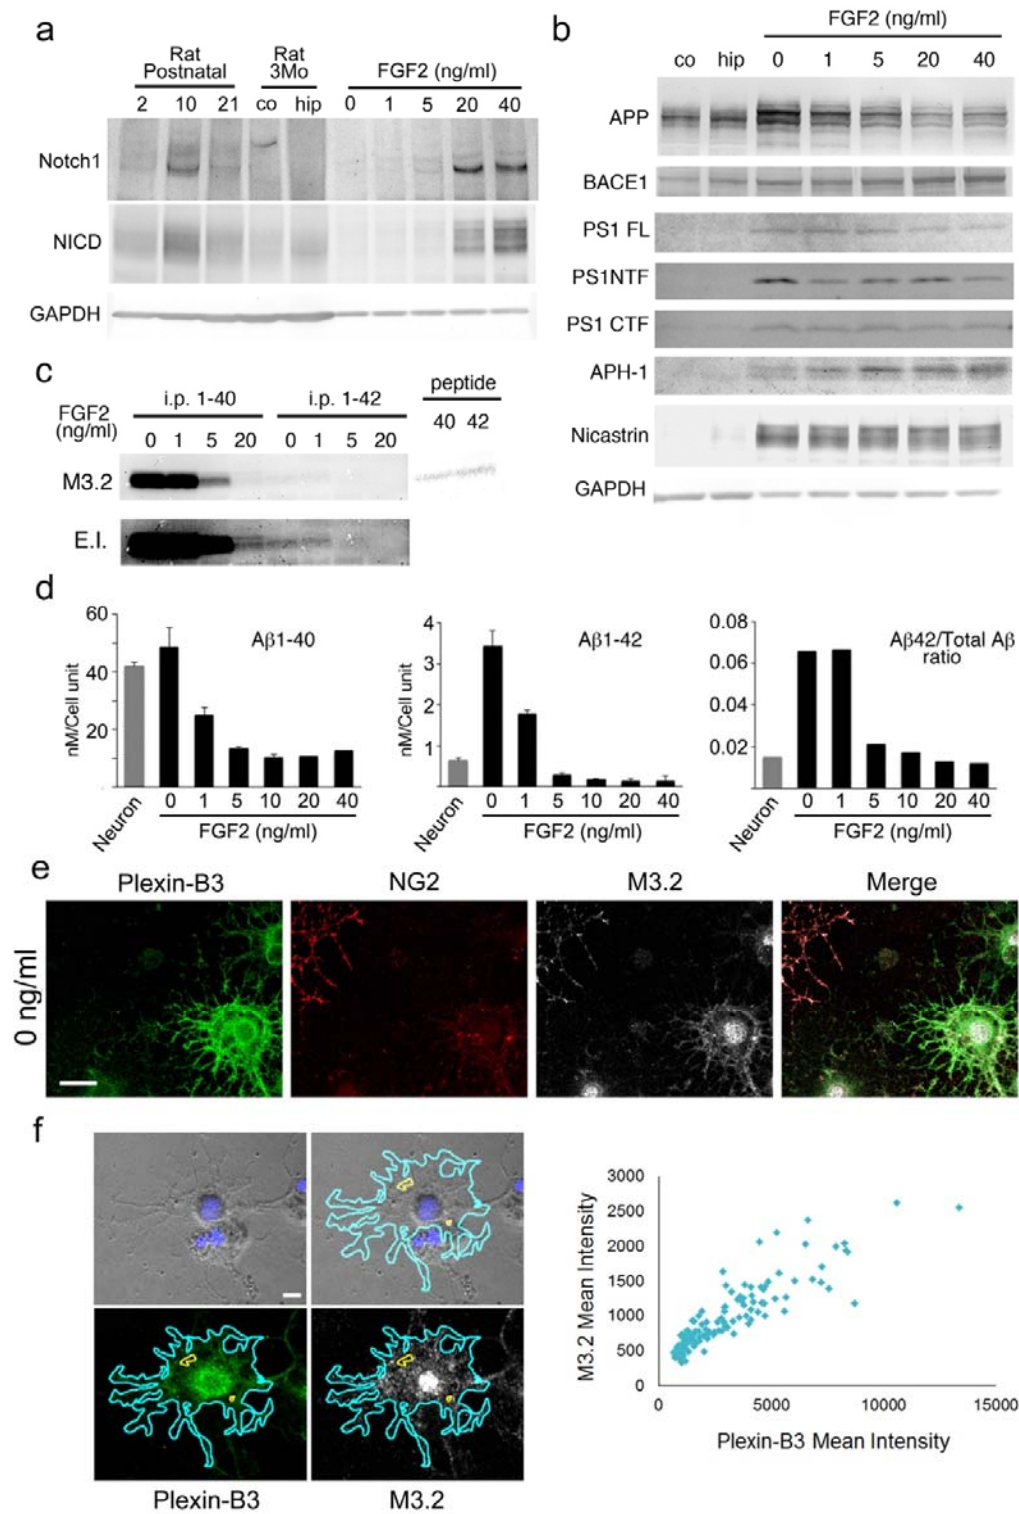 a
Rat
Postnatal
Rat
3Mo
FGF2 (ng/ml)
2 10 21 co hip 0 1 5 20 40
Notch1
NICD
GAPDH
b
FGF2 (ng/ml)
co hip 0 1 5 20 40
APP
BACE1
PS1 FL
PS1NTF
PS1 CTF
APH-1
Nicastrin
GAPDH
c
i.p. 1-40 i.p. 1-42 peptide
FGF2
(ng/ml)
0 1 5 20 0 1 5 20 40 42
M3.2
E.I.
d
60
40
20
nM/Cell unit
Aβ1-40
Neuron 0 1 5 10 20 40
FGF2 (ng/ml)
4
3
2
1
nM/Cell unit
Aβ1-42
Neuron 0 1 5 10 20 40
FGF2 (ng/ml)
0.08
0.06
0.04
0.02
Aβ42/Total Aβ
ratio
Neuron 0 1 5 10 20 40
FGF2 (ng/ml)
e
Plexin-B3 NG2 M3.2 Merge
0 ng/ml
f
Plexin-B3 M3.2
3000
2500
2000
1500
1000
500
0
M3.2 Mean Intensity
0 5000 10000 15000
Plexin-B3 Mean Intensity